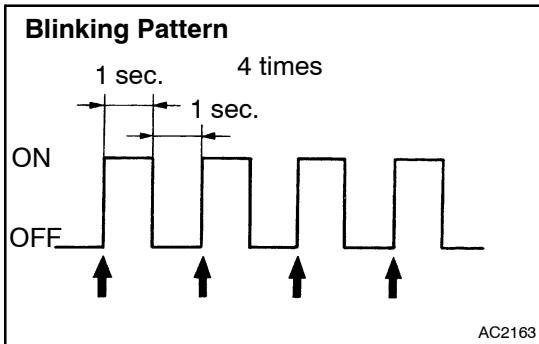 Blinking Pattern
4 times
1 sec.
1 sec.
ON
OFF
AC2163